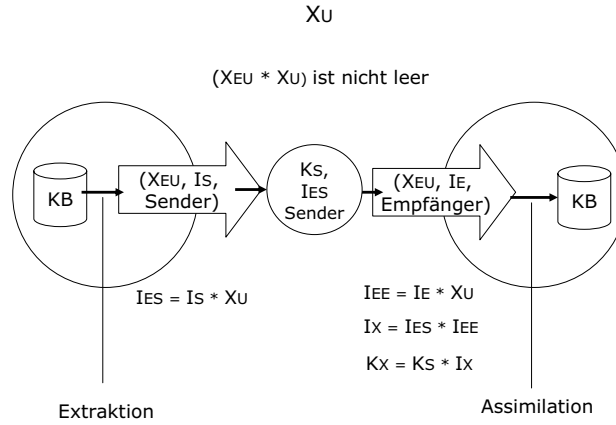 XU
(XEU * XU) ist nicht leer
KB
(XEU, IS,
Sender)
KS,
IES
Sender
(XEU, IE,
Empfänger)
KB
IES = IS * XU
IEE = IE * XU
IX = IES * IEE
KX = KS * IX
Extraktion
Assimilation